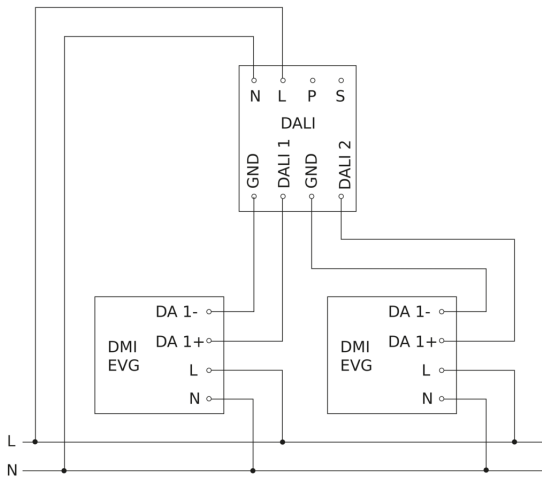 N L P S
DALI
GND DALI 1 GND DALI 2
DA 1-
DA 1+
DMI
EVG
L
N
DA 1-
DA 1+
DMI
EVG
L
N
L
N